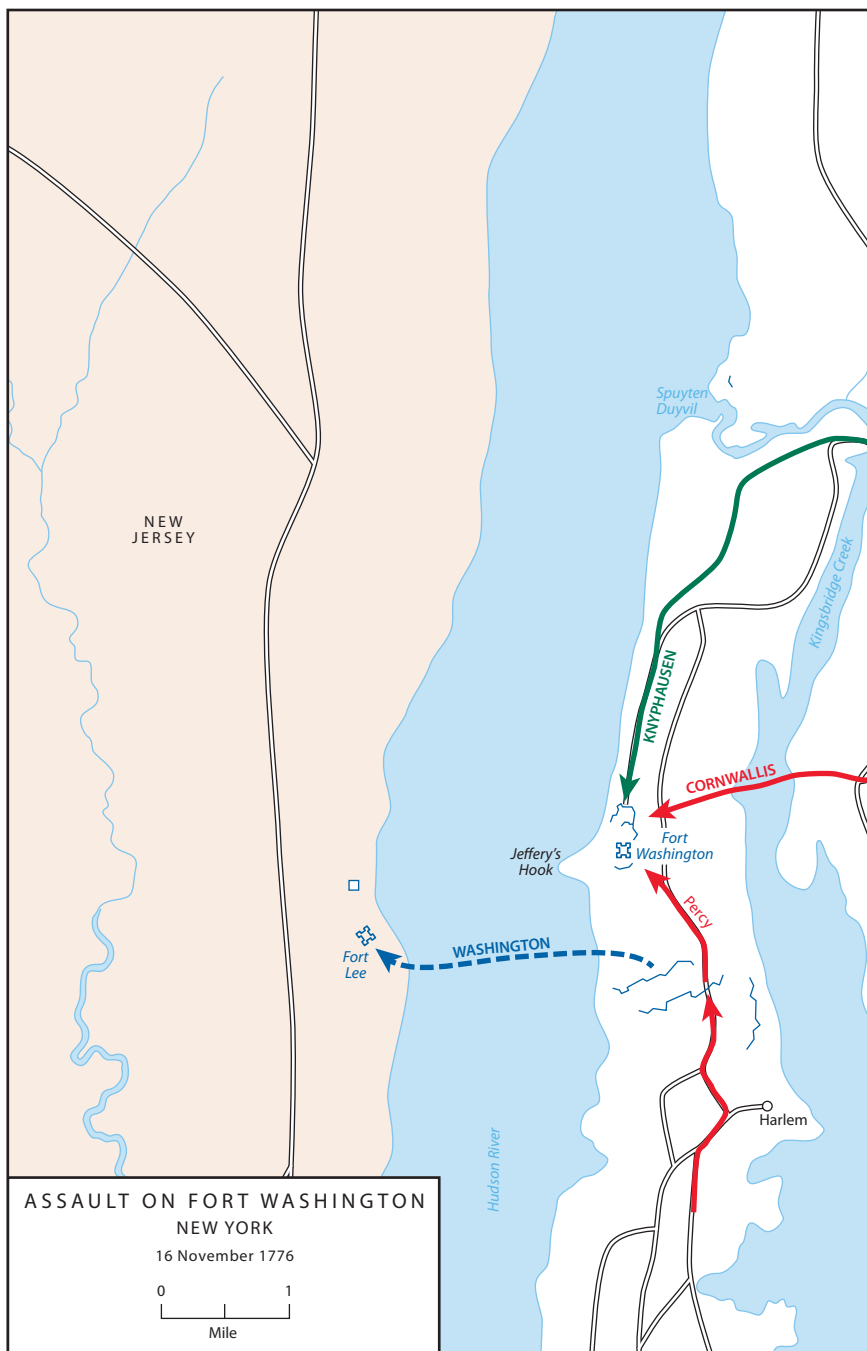 Spuyten
Duyvil
NEW
JERSEY
Kingsbridge Creek
KNYPHAUSEN
CORNWALLIS
Fort
Washington
Jeffery's
Hook
Percy
WASHINGTON
Fort
Lee
Harlem
Hudson River
ASSAULT ON FORT WASHINGTON
NEW YORK
16 November 1776
0 1
Mile